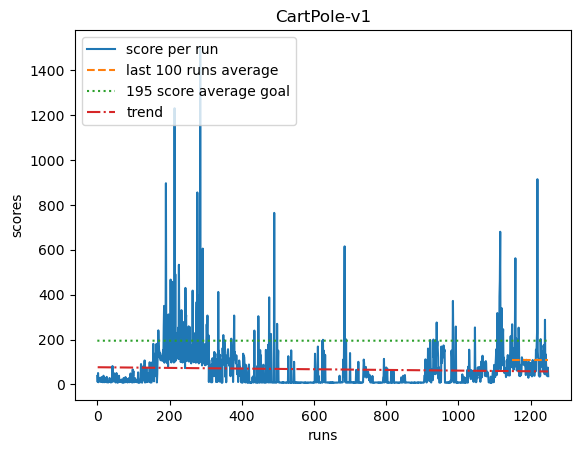 CartPole-v1
score per run
last 100 runs average
195 score average goal
trend
scores
1400
1200
1000
800
600
400
200
0
0 200 400 600 800 1000 1200
runs